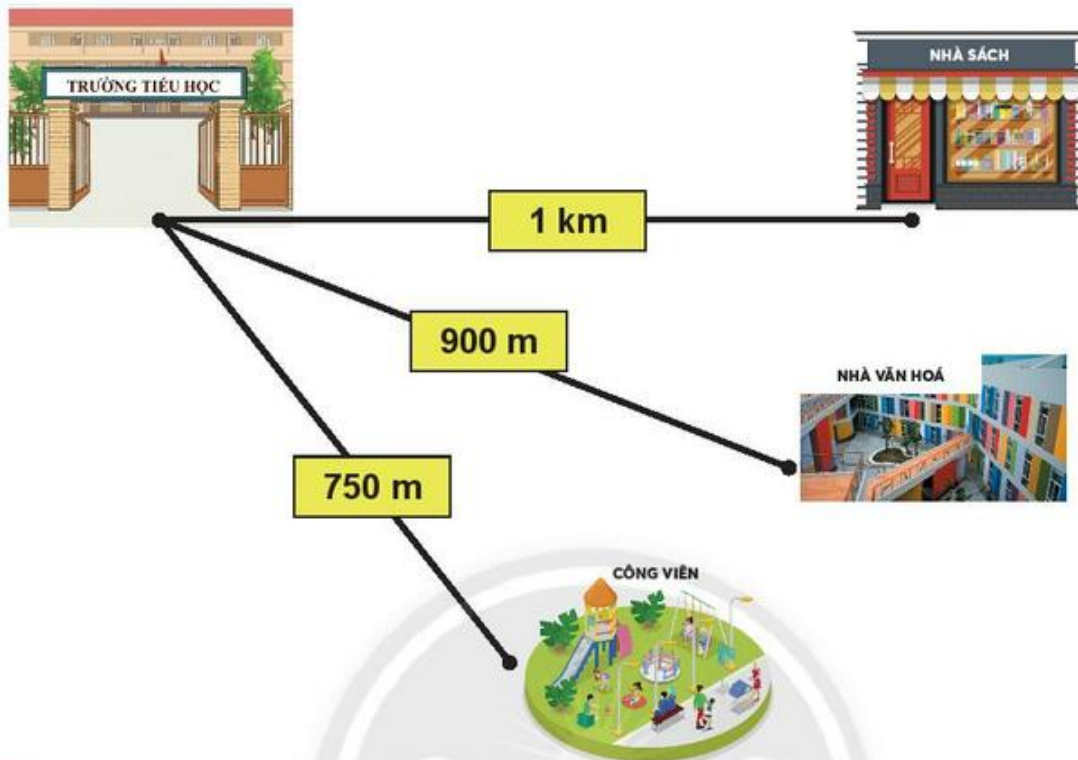 TRƯỜNG TIỂU HỌC
NHÀ SÁCH
1 km
900 m
NHÀ VĂN HOÁ
750 m
CÔNG VIÊN